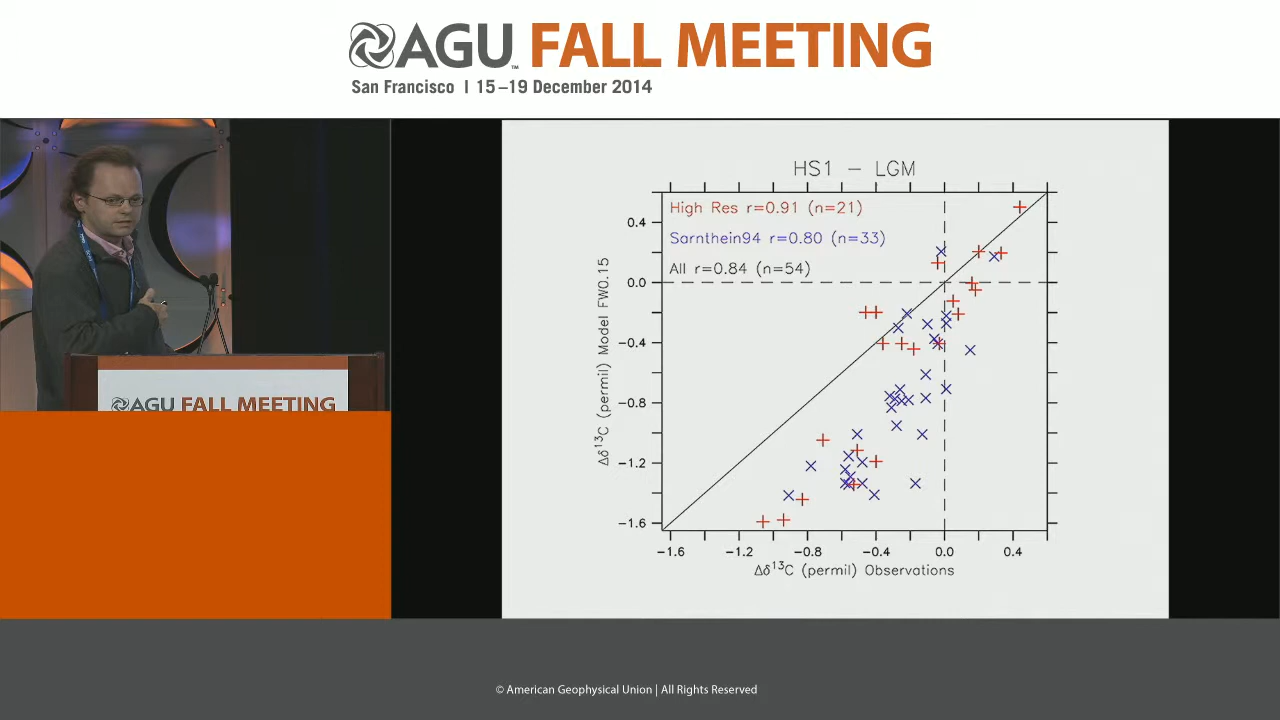 AGU™ FALL MEETING
San Francisco | 15–19 December 2014
AGU FALL MEETING
HS1 – LGM
High Res r=0.91 (n=21)
Sarnthein94 r=0.80 (n=33)
All r=0.84 (n=54)
0.4
0.0
−0.4
−0.8
−1.2
−1.6
Δδ¹³C (permil) Model FW0.15
−1.6 −1.2 −0.8 −0.4 0.0 0.4
Δδ¹³C (permil) Observations
© American Geophysical Union | All Rights Reserved